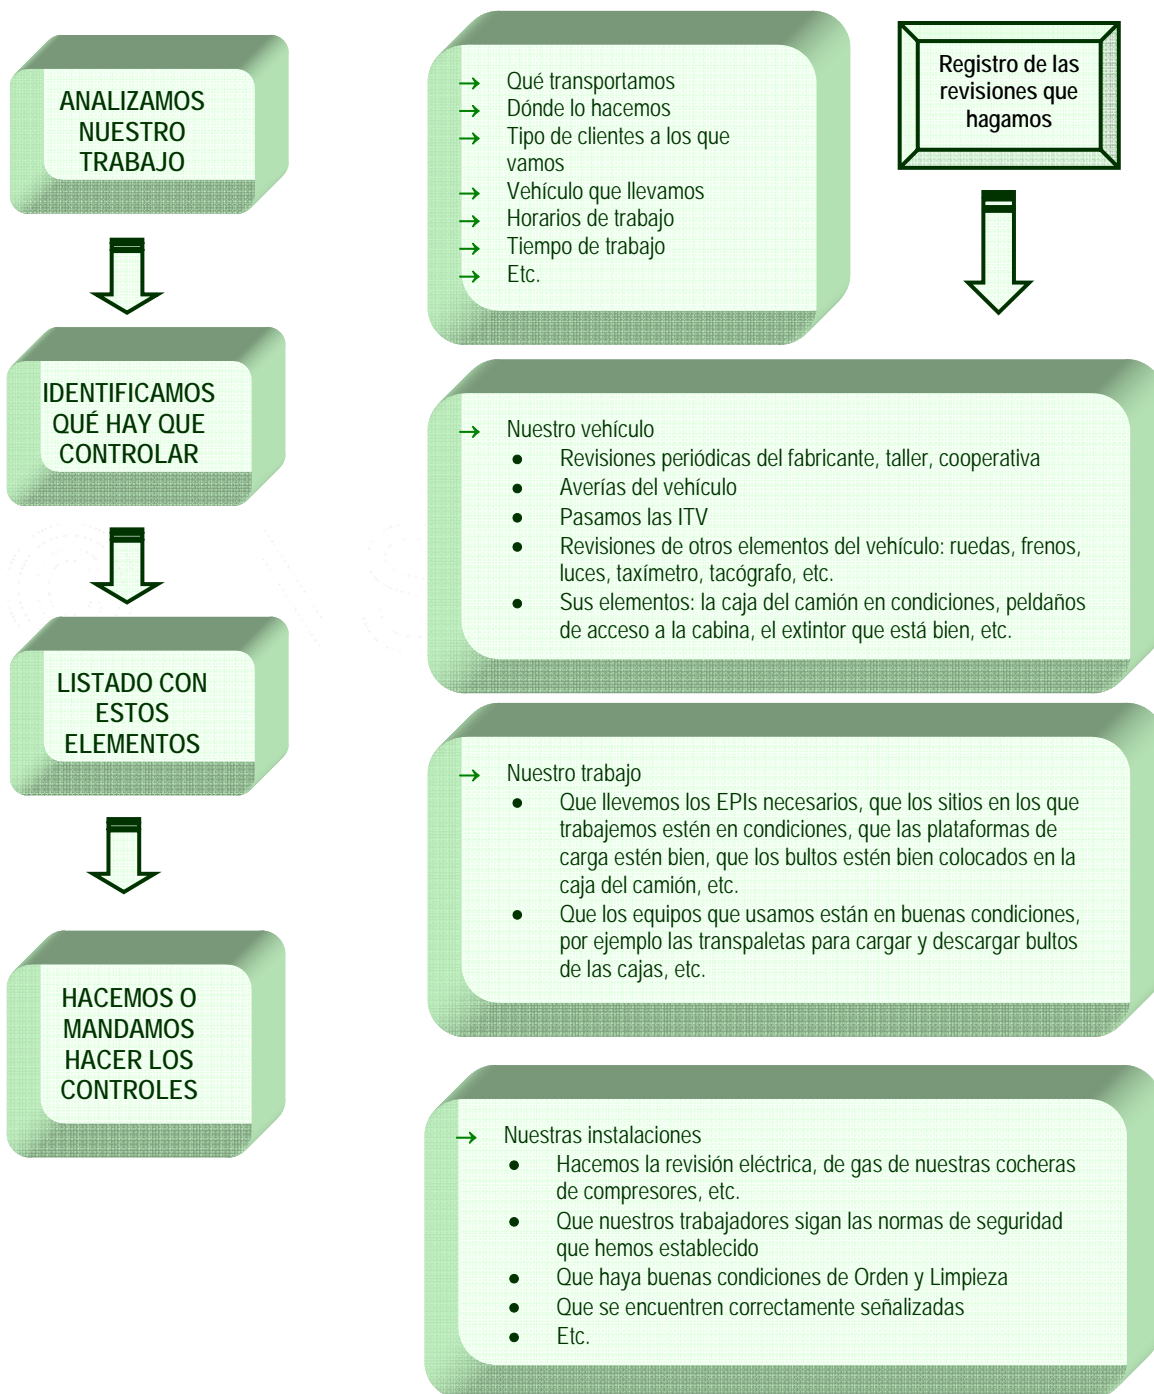 ANALIZAMOS
NUESTRO
TRABAJO
IDENTIFICAMOS
QUÉ HAY QUE
CONTROLAR
LISTADO CON
ESTOS
ELEMENTOS
HACEMOS O
MANDAMOS
HACER LOS
CONTROLES
→ Qué transportamos
→ Dónde lo hacemos
→ Tipo de clientes a los que
vamos
→ Vehículo que llevamos
→ Horarios de trabajo
→ Tiempo de trabajo
→ Etc.
Registro de las
revisiones que
hagamos
→ Nuestro vehículo
● Revisiones periódicas del fabricante, taller, cooperativa
● Averías del vehículo
● Pasamos las ITV
● Revisiones de otros elementos del vehículo: ruedas, frenos,
luces, taxímetro, tacógrafo, etc.
● Sus elementos: la caja del camión en condiciones, peldaños
de acceso a la cabina, el extintor que está bien, etc.
→ Nuestro trabajo
● Que llevemos los EPIs necesarios, que los sitios en los que
trabajemos estén en condiciones, que las plataformas de
carga estén bien, que los bultos estén bien colocados en la
caja del camión, etc.
● Que los equipos que usamos están en buenas condiciones,
por ejemplo las transpaletas para cargar y descargar bultos
de las cajas, etc.
→ Nuestras instalaciones
● Hacemos la revisión eléctrica, de gas de nuestras cocheras
de compresores, etc.
● Que nuestros trabajadores sigan las normas de seguridad
que hemos establecido
● Que haya buenas condiciones de Orden y Limpieza
● Que se encuentren correctamente señalizadas
● Etc.